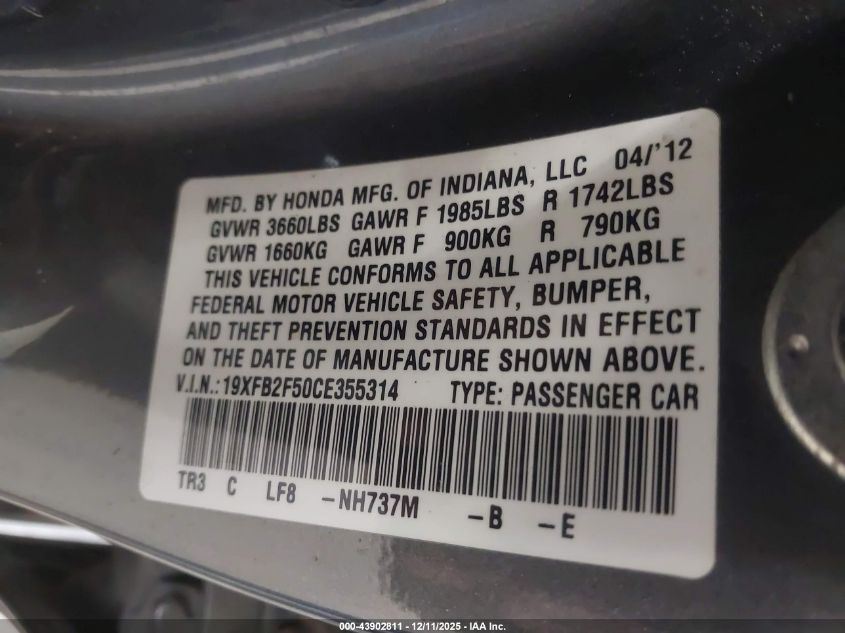 MFD. BY HONDA MFG. OF INDIANA, LLC 04/'12
GVWR 3660LBS GAWR F 1985LBS R 1742LBS
GVWR 1660KG GAWR F 900KG R 790KG
THIS VEHICLE CONFORMS TO ALL APPLICABLE
FEDERAL MOTOR VEHICLE SAFETY, BUMPER,
AND THEFT PREVENTION STANDARDS IN EFFECT
ON THE DATE OF MANUFACTURE SHOWN ABOVE.
V.I.N.:19XFB2F50CE355314 TYPE: PASSENGER CAR
TR3 C LF8 -NH737M -B -E
000-43902811 - 12/11/2025 - IAA Inc.